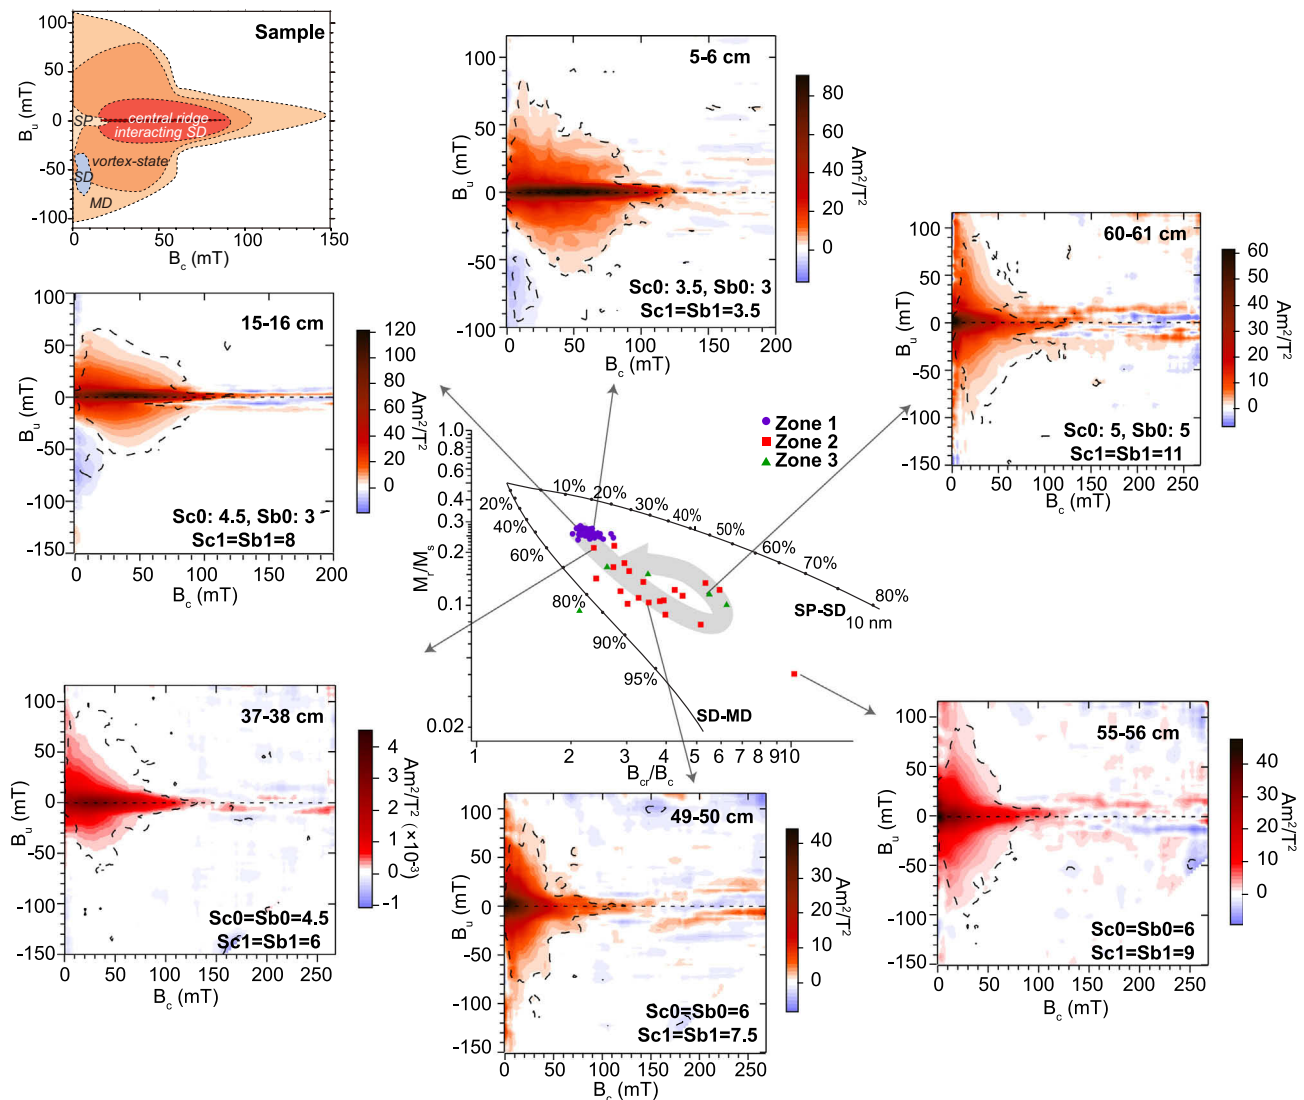 Sample
100
50
0
-50
-100
B_u (mT)
SP
central ridge
interacting SD
vortex-state
SD
MD
0
50
100
150
B_c (mT)
5-6 cm
100
50
0
-50
-100
B_u (mT)
Sc0: 3.5, Sb0: 3
Sc1=Sb1=3.5
0
50
100
150
200
B_c (mT)
80
60
40
20
0
Am²/T²
60-61 cm
100
50
0
-50
-100
-150
B_u (mT)
Sc0: 5, Sb0: 5
Sc1=Sb1=11
0
50
100
150
200
250
B_c (mT)
60
50
40
30
20
10
0
Am²/T²
15-16 cm
100
50
0
-50
-100
-150
B_u (mT)
Sc0: 4.5, Sb0: 3
Sc1=Sb1=8
0
50
100
150
200
B_c (mT)
120
100
80
60
40
20
0
Am²/T²
Zone 1
Zone 2
Zone 3
1.0
0.8
0.6
0.4
0.3
0.2
0.1
0.02
M_r/M_s
10%
20%
30%
40%
50%
60%
70%
80%
10 nm
SP-SD
20%
40%
60%
80%
90%
95%
SD-MD
1
2
3
4
5
6
7
8
9
10
B_cr/B_c
37-38 cm
100
50
0
-50
-100
-150
B_u (mT)
Sc0=Sb0=4.5
Sc1=Sb1=6
0
50
100
150
200
250
B_c (mT)
4
3
2
1
0
-1
Am²/T² (×10⁻³)
49-50 cm
100
50
0
-50
-100
-150
B_u (mT)
Sc0=Sb0=6
Sc1=Sb1=7.5
0
50
100
150
200
250
B_c (mT)
40
30
20
10
0
Am²/T²
55-56 cm
100
50
0
-50
-100
-150
B_u (mT)
Sc0=Sb0=6
Sc1=Sb1=9
0
50
100
150
200
250
B_c (mT)
40
30
20
10
0
Am²/T²